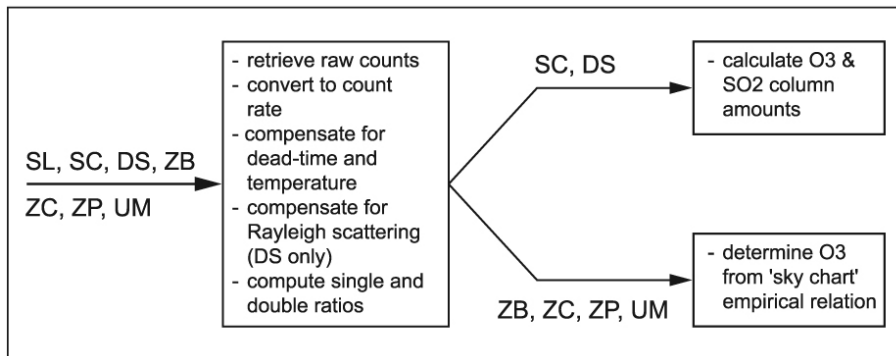 SL, SC, DS, ZB
ZC, ZP, UM
- retrieve raw counts
- convert to count
rate
- compensate for
dead-time and
temperature
- compensate for
Rayleigh scattering
(DS only)
- compute single and
double ratios
SC, DS
- calculate O3 &
SO2 column
amounts
ZB, ZC, ZP, UM
- determine O3
from 'sky chart'
empirical relation